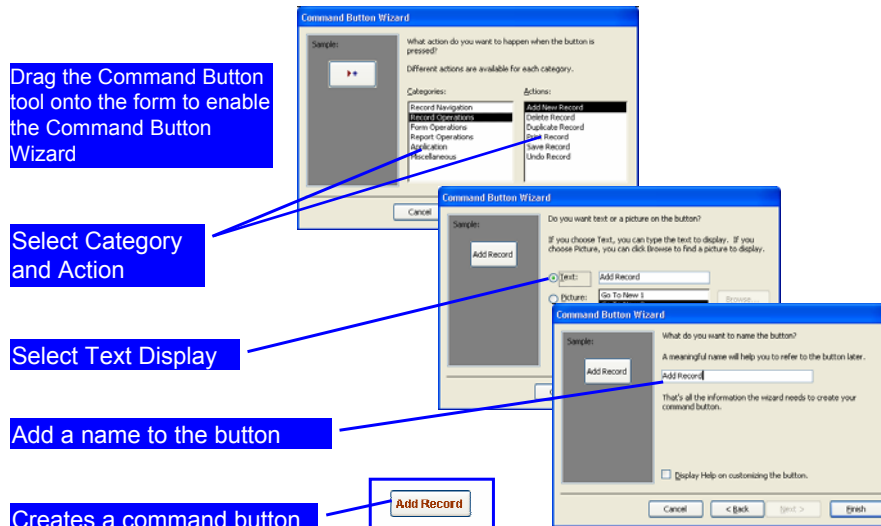 Command Button Wizard
Sample:
What action do you want to happen when the button is
pressed?
Different actions are available for each category.
Categories:
Actions:
Record Navigation
Record Operations
Form Operations
Report Operations
Application
Miscellaneous
Add New Record
Delete Record
Duplicate Record
Print Record
Save Record
Undo Record
Cancel
Drag the Command Button
tool onto the form to enable
the Command Button
Wizard
Select Category
and Action
Command Button Wizard
Sample:
Add Record
Do you want text or a picture on the button?
If you choose Text, you can type the text to display. If you
choose Picture, you can click Browse to find a picture to display.
Text:
Add Record
Picture:
Go To New 1
Browse...
Select Text Display
Command Button Wizard
Sample:
Add Record
What do you want to name the button?
A meaningful name will help you to refer to the button later.
Add Record
That's all the information the wizard needs to create your
command button.
Display Help on customizing the button.
Cancel
< Back
Next >
Finish
Add a name to the button
Creates a command button
Add Record